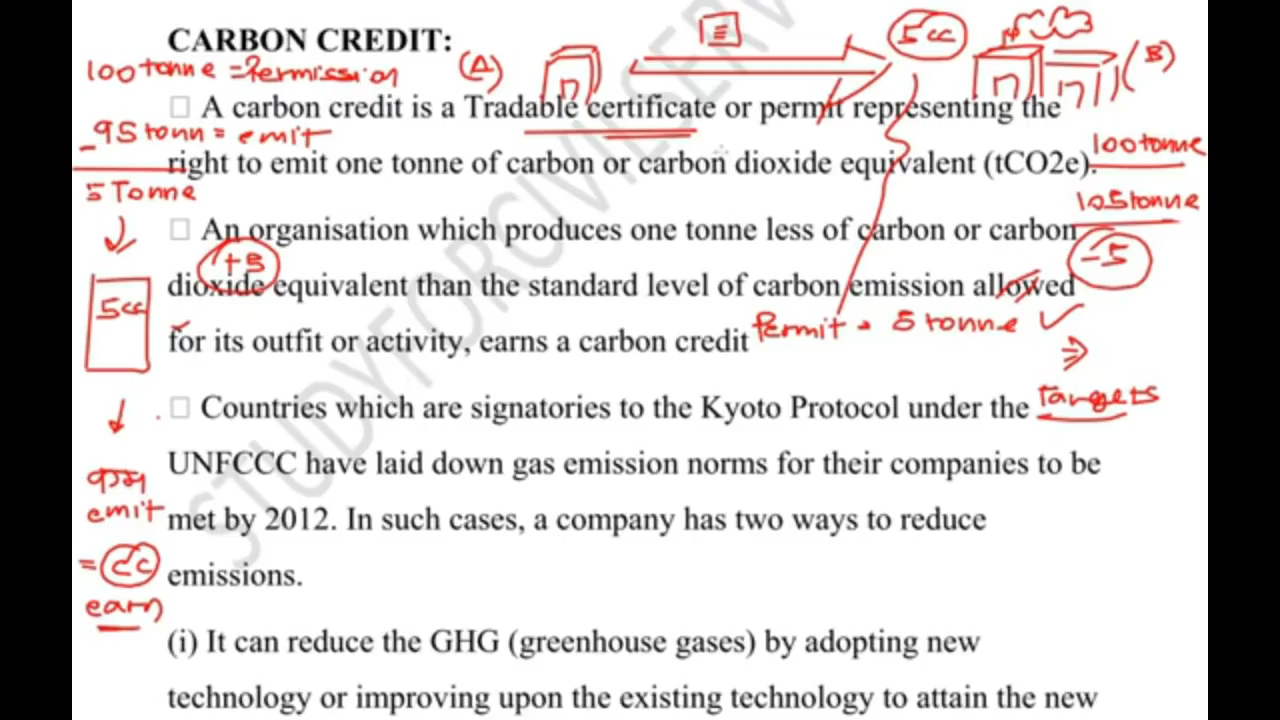 CARBON CREDIT:
5cc
100 tonne = Permission
(A)
(B)
☐ A carbon credit is a Tradable certificate or permit representing the
95 tonn = emit
right to emit one tonne of carbon or carbon dioxide equivalent (tCO2e).
100 tonne
5 Tonne
105 tonne
☐ An organisation which produces one tonne less of carbon or carbon
-5
dioxide equivalent than the standard level of carbon emission allowed
5cc
Permit = 5 tonne ✓
for its outfit or activity, earns a carbon credit
☐ Countries which are signatories to the Kyoto Protocol under the
Targets
UNFCCC have laid down gas emission norms for their companies to be
कम
emit
met by 2012. In such cases, a company has two ways to reduce
= CC
emissions.
earn
(i) It can reduce the GHG (greenhouse gases) by adopting new
technology or improving upon the existing technology to attain the new